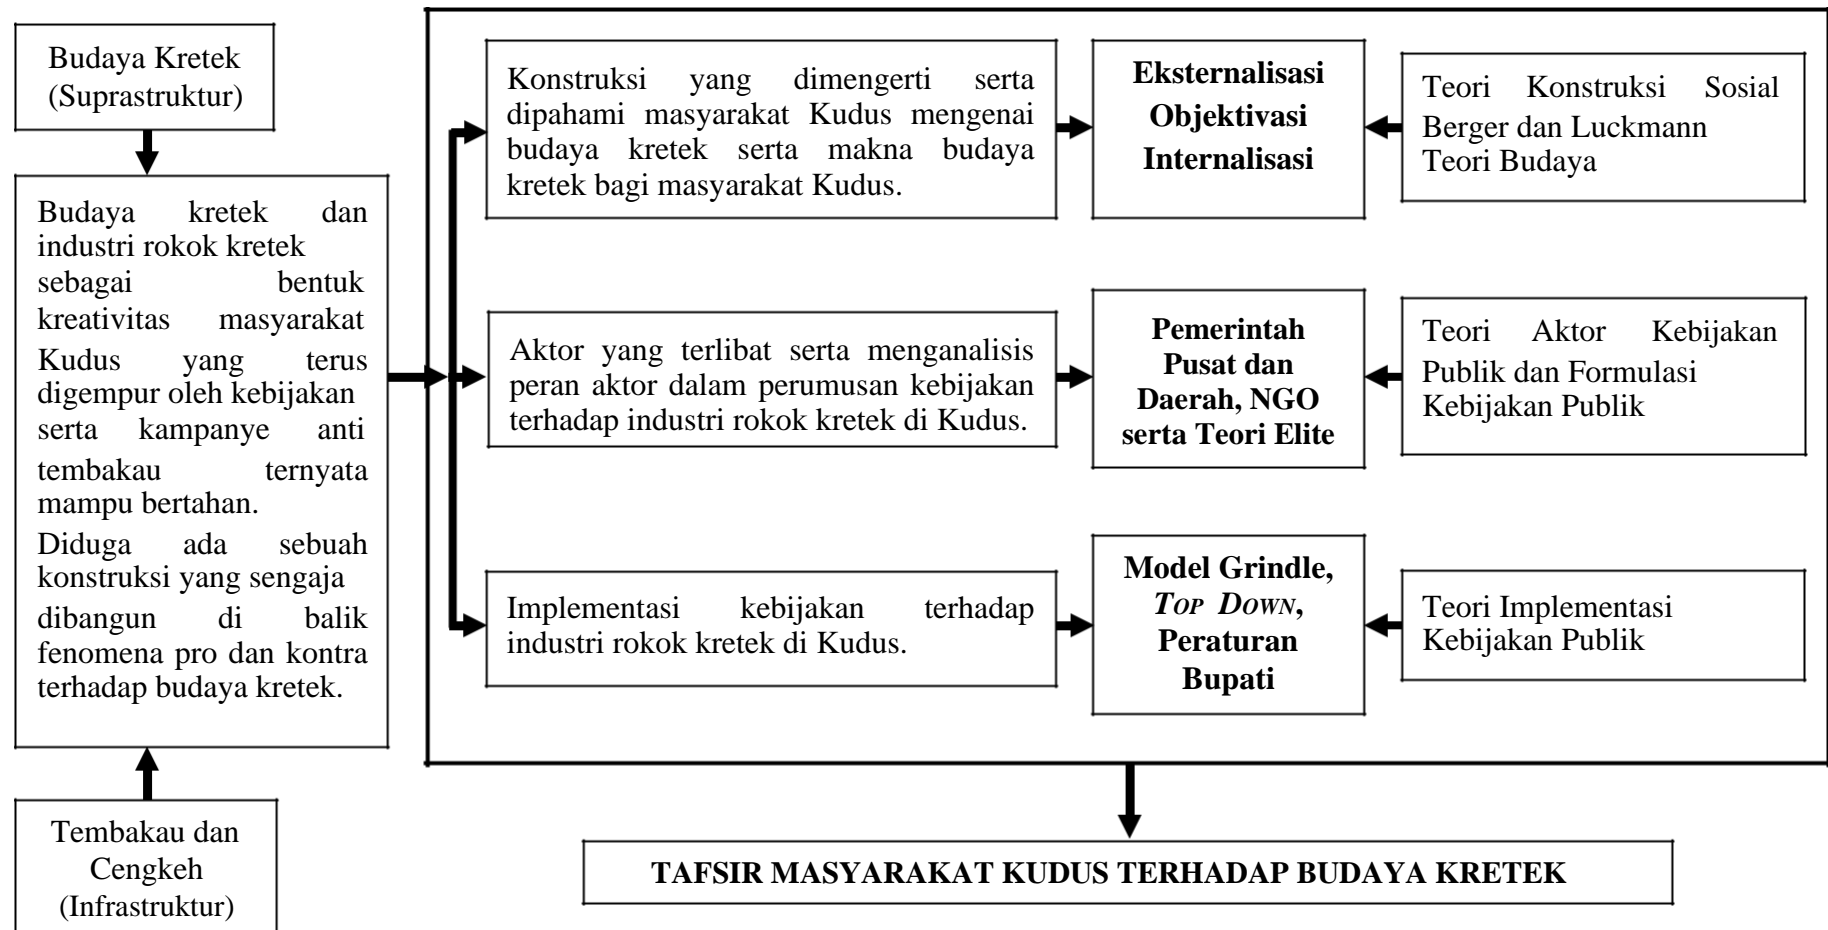 Budaya Kretek
(Suprastruktur)
Budaya kretek dan
industri rokok kretek
sebagai bentuk
kreativitas masyarakat
Kudus yang terus
digempur oleh kebijakan
serta kampanye anti
tembakau ternyata
mampu bertahan.
Diduga ada sebuah
konstruksi yang sengaja
dibangun di balik
fenomena pro dan kontra
terhadap budaya kretek.
Tembakau dan
Cengkeh
(Infrastruktur)
Konstruksi yang dimengerti serta
dipahami masyarakat Kudus mengenai
budaya kretek serta makna budaya
kretek bagi masyarakat Kudus.
Eksternalisasi
Objektivasi
Internalisasi
Teori Konstruksi Sosial
Berger dan Luckmann
Teori Budaya
Aktor yang terlibat serta menganalisis
peran aktor dalam perumusan kebijakan
terhadap industri rokok kretek di Kudus.
Pemerintah
Pusat dan
Daerah, NGO
serta Teori Elite
Teori Aktor Kebijakan
Publik dan Formulasi
Kebijakan Publik
Implementasi kebijakan terhadap
industri rokok kretek di Kudus.
Model Grindle,
TOP DOWN,
Peraturan
Bupati
Teori Implementasi
Kebijakan Publik
TAFSIR MASYARAKAT KUDUS TERHADAP BUDAYA KRETEK